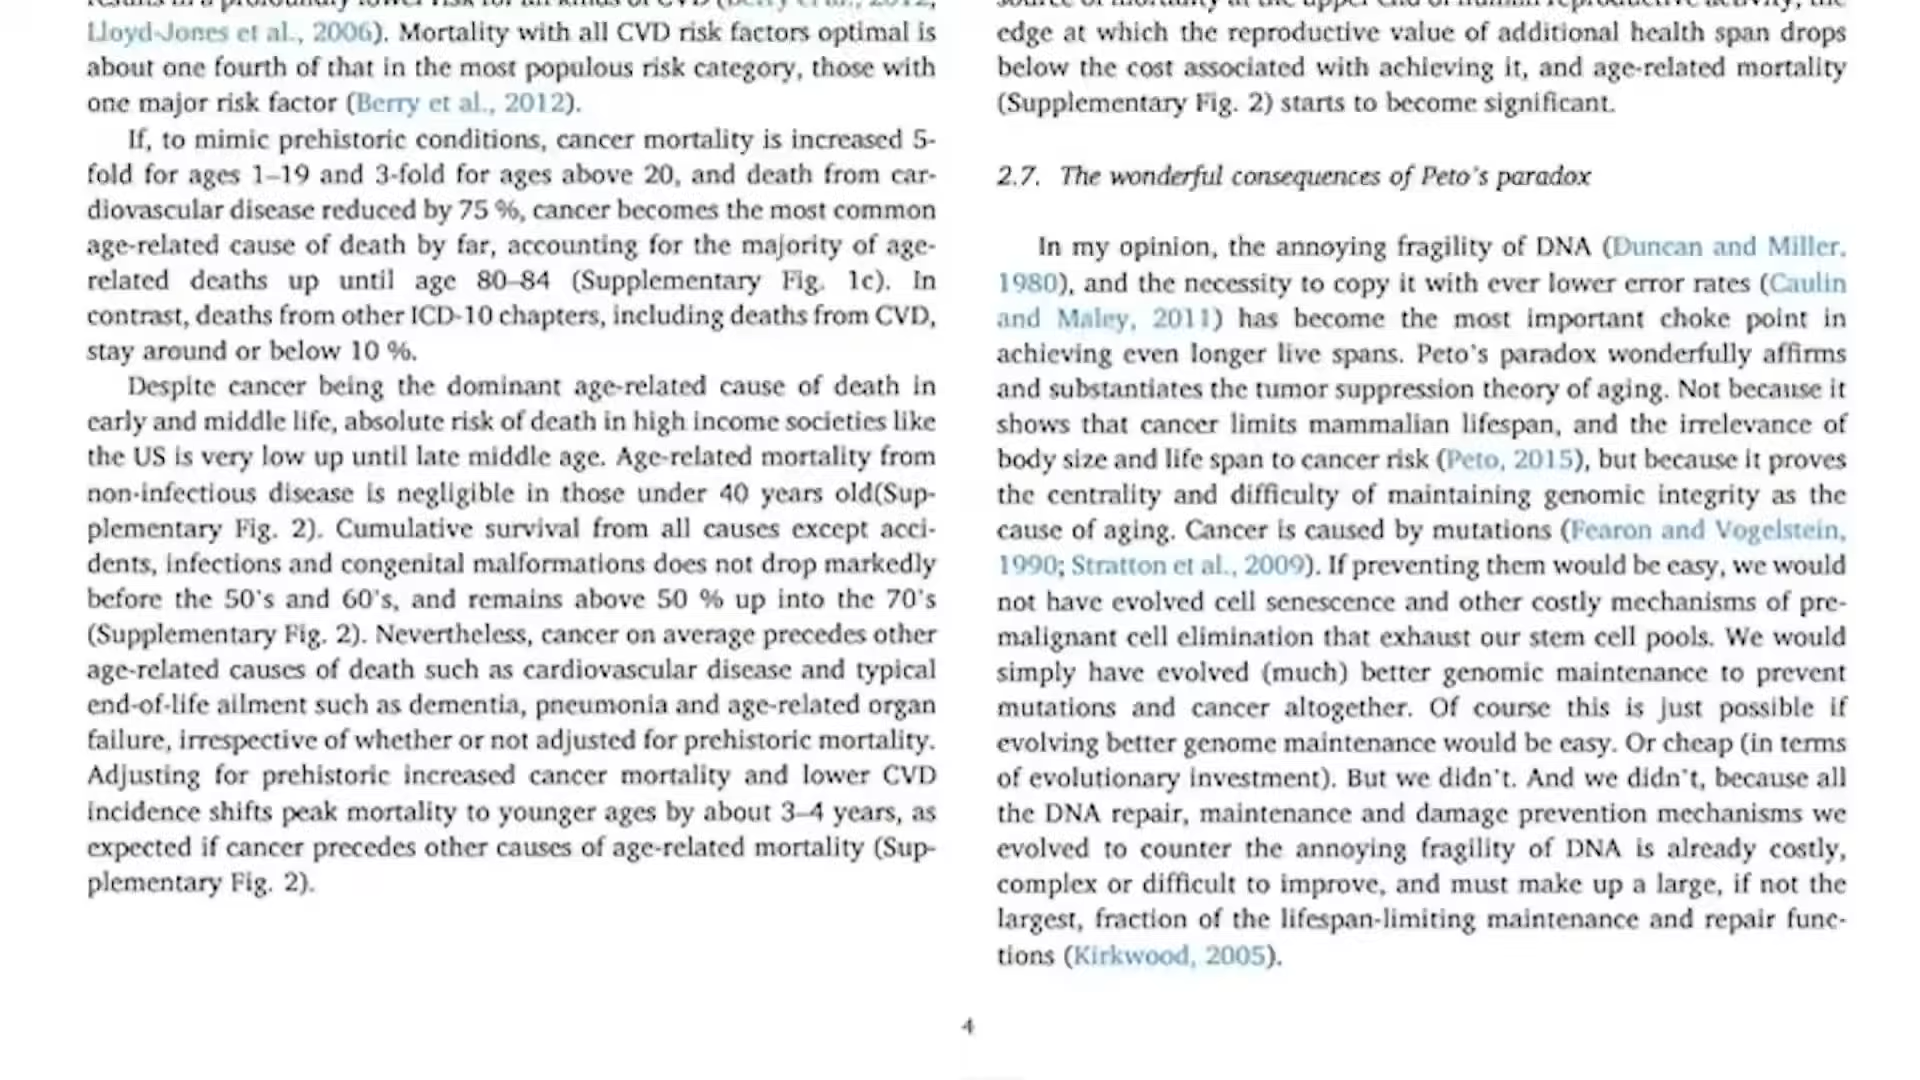 Lloyd-Jones et al., 2006). Mortality with all CVD risk factors optimal is
about one fourth of that in the most populous risk category, those with
one major risk factor (Berry et al., 2012).
If, to mimic prehistoric conditions, cancer mortality is increased 5-
fold for ages 1–19 and 3-fold for ages above 20, and death from car-
diovascular disease reduced by 75 %, cancer becomes the most common
age-related cause of death by far, accounting for the majority of age-
related deaths up until age 80–84 (Supplementary Fig. 1c). In
contrast, deaths from other ICD-10 chapters, including deaths from CVD,
stay around or below 10 %.
Despite cancer being the dominant age-related cause of death in
early and middle life, absolute risk of death in high income societies like
the US is very low up until late middle age. Age-related mortality from
non-infectious disease is negligible in those under 40 years old(Sup-
plementary Fig. 2). Cumulative survival from all causes except acci-
dents, infections and congenital malformations does not drop markedly
before the 50's and 60's, and remains above 50 % up into the 70's
(Supplementary Fig. 2). Nevertheless, cancer on average precedes other
age-related causes of death such as cardiovascular disease and typical
end-of-life ailment such as dementia, pneumonia and age-related organ
failure, irrespective of whether or not adjusted for prehistoric mortality.
Adjusting for prehistoric increased cancer mortality and lower CVD
incidence shifts peak mortality to younger ages by about 3–4 years, as
expected if cancer precedes other causes of age-related mortality (Sup-
plementary Fig. 2).
edge at which the reproductive value of additional health span drops
below the cost associated with achieving it, and age-related mortality
(Supplementary Fig. 2) starts to become significant.
2.7. The wonderful consequences of Peto's paradox
In my opinion, the annoying fragility of DNA (Duncan and Miller,
1980), and the necessity to copy it with ever lower error rates (Caulin
and Maley, 2011) has become the most important choke point in
achieving even longer live spans. Peto's paradox wonderfully affirms
and substantiates the tumor suppression theory of aging. Not because it
shows that cancer limits mammalian lifespan, and the irrelevance of
body size and life span to cancer risk (Peto, 2015), but because it proves
the centrality and difficulty of maintaining genomic integrity as the
cause of aging. Cancer is caused by mutations (Fearon and Vogelstein,
1990; Stratton et al., 2009). If preventing them would be easy, we would
not have evolved cell senescence and other costly mechanisms of pre-
malignant cell elimination that exhaust our stem cell pools. We would
simply have evolved (much) better genomic maintenance to prevent
mutations and cancer altogether. Of course this is just possible if
evolving better genome maintenance would be easy. Or cheap (in terms
of evolutionary investment). But we didn't. And we didn't, because all
the DNA repair, maintenance and damage prevention mechanisms we
evolved to counter the annoying fragility of DNA is already costly,
complex or difficult to improve, and must make up a large, if not the
largest, fraction of the lifespan-limiting maintenance and repair func-
tions (Kirkwood, 2005).
4